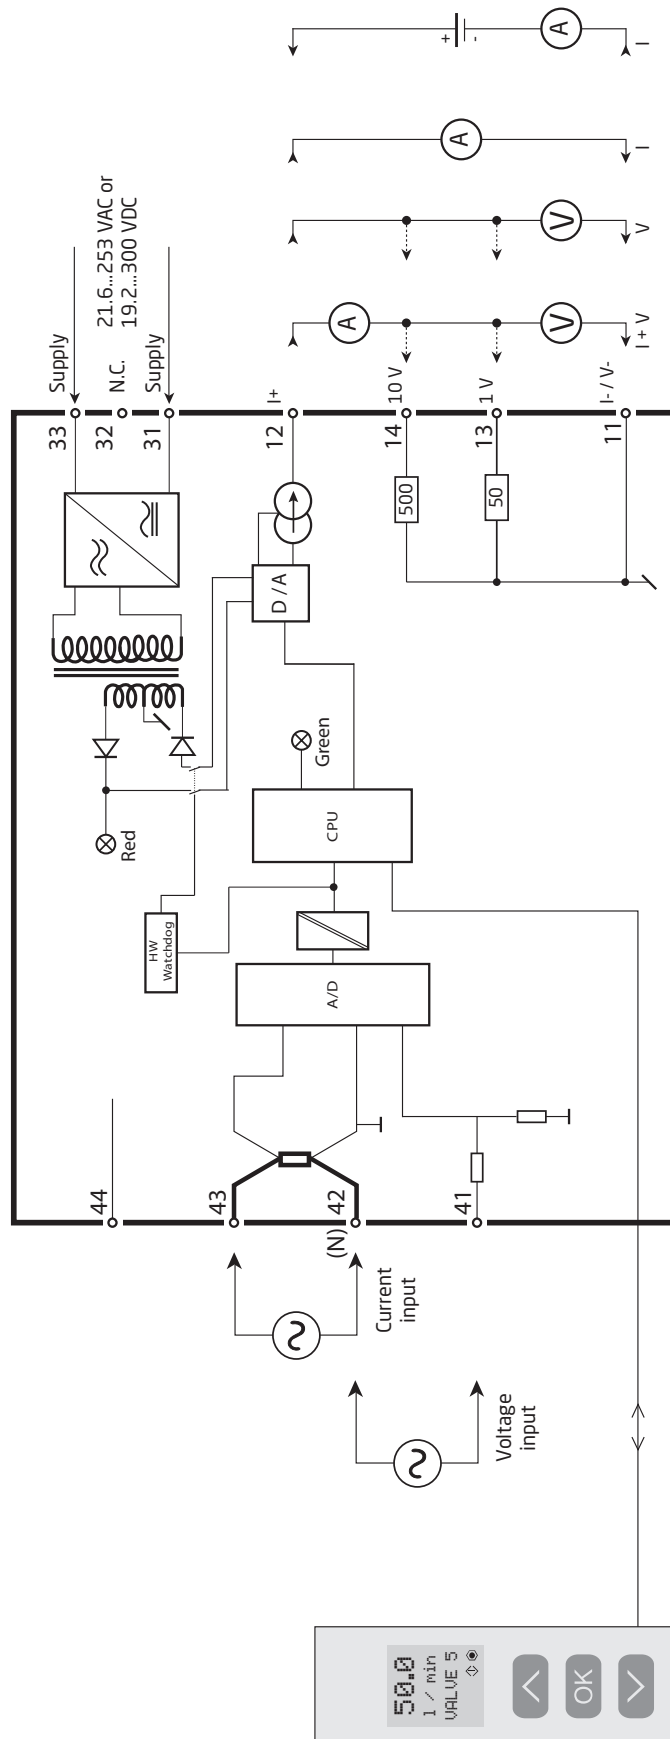 Supply
33
32
31
N.C.
Supply
21.6...253 VAC or
19.2...300 VDC
+
-
A
I
A
I
V
V
A
V
I + V
I+
12
10 V
14
1 V
13
I- / V-
11
500
50
D / A
Red
Green
CPU
HW
Watchdog
A/D
44
43
42
(N)
41
Current
input
Voltage
input
50.0
l / min
VALVE 5
OK